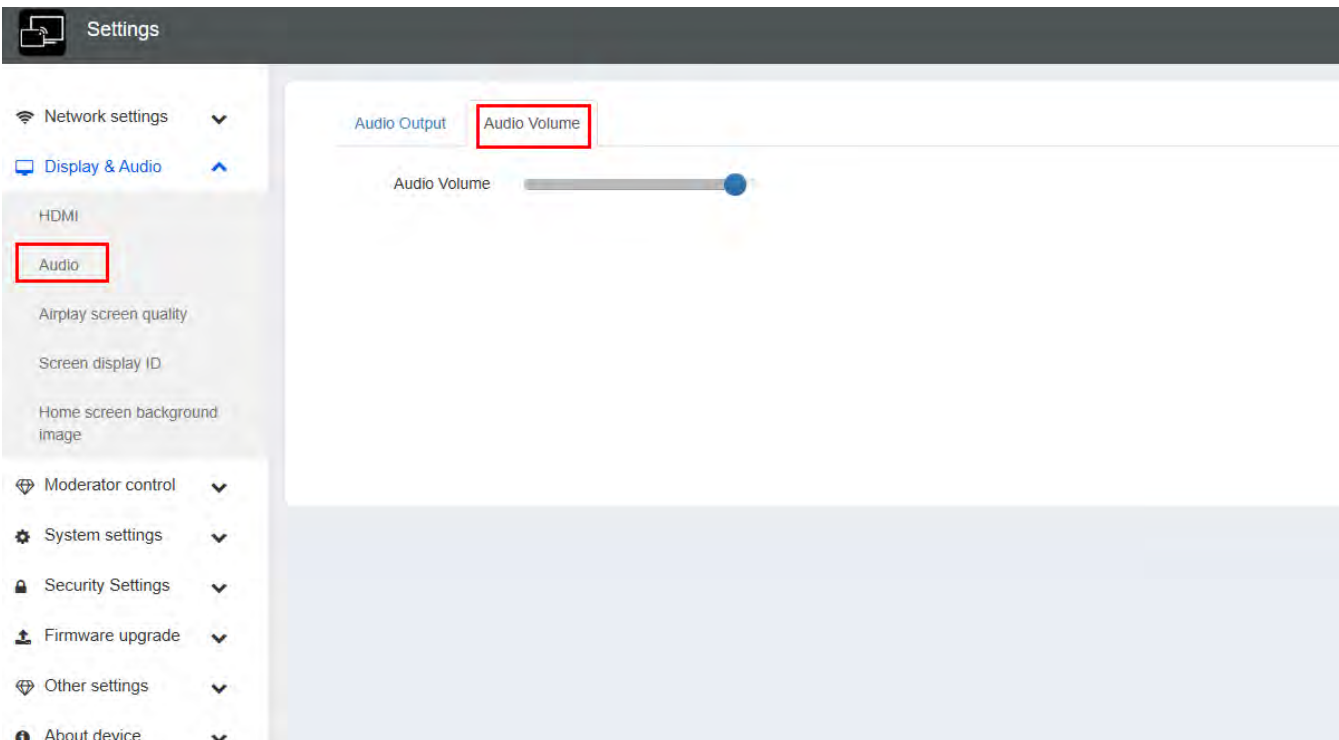 Settings
Network settings
Display & Audio
HDMI
Audio
Airplay screen quality
Screen display ID
Home screen background
image
Moderator control
System settings
Security Settings
Firmware upgrade
Other settings
About device
Audio Output
Audio Volume
Audio Volume